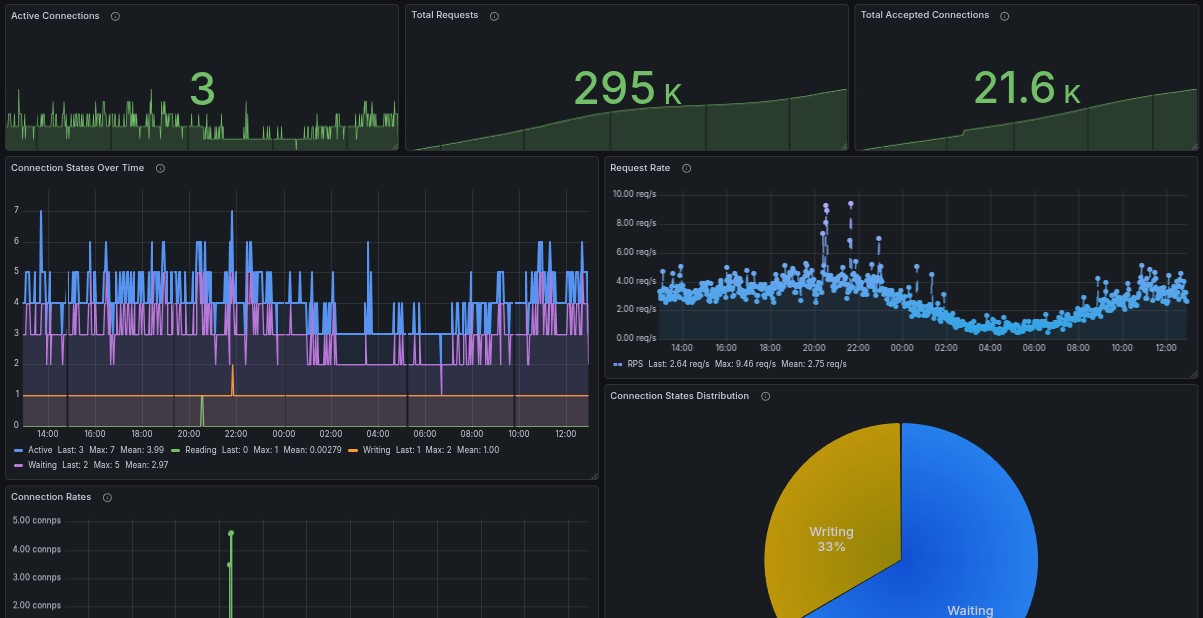 Active Connections
3
Total Requests
295 K
Total Accepted Connections
21.6 K
Connection States Over Time
7
6
5
4
3
2
1
0
14:00 16:00 18:00 20:00 22:00 00:00 02:00 04:00 06:00 08:00 10:00 12:00
Active Last: 3 Max: 7 Mean: 3.99 Reading Last: 0 Max: 1 Mean: 0.00279 Writing Last: 1 Max: 2 Mean: 1.00
Waiting Last: 2 Max: 5 Mean: 2.97
Request Rate
10.00 req/s
8.00 req/s
6.00 req/s
4.00 req/s
2.00 req/s
0.00 req/s
14:00 16:00 18:00 20:00 22:00 00:00 02:00 04:00 06:00 08:00 10:00 12:00
RPS Last: 2.64 req/s Max: 9.46 req/s Mean: 2.75 req/s
Connection States Distribution
Writing
33%
Waiting
Connection Rates
5.00 connps
4.00 connps
3.00 connps
2.00 connps